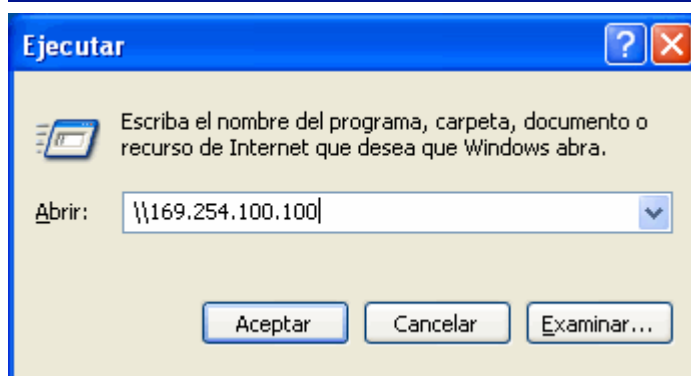 Ejecutar
Escriba el nombre del programa, carpeta, documento o
recurso de Internet que desea que Windows abra.
Abrir: \\169.254.100.100
Aceptar Cancelar Examinar...